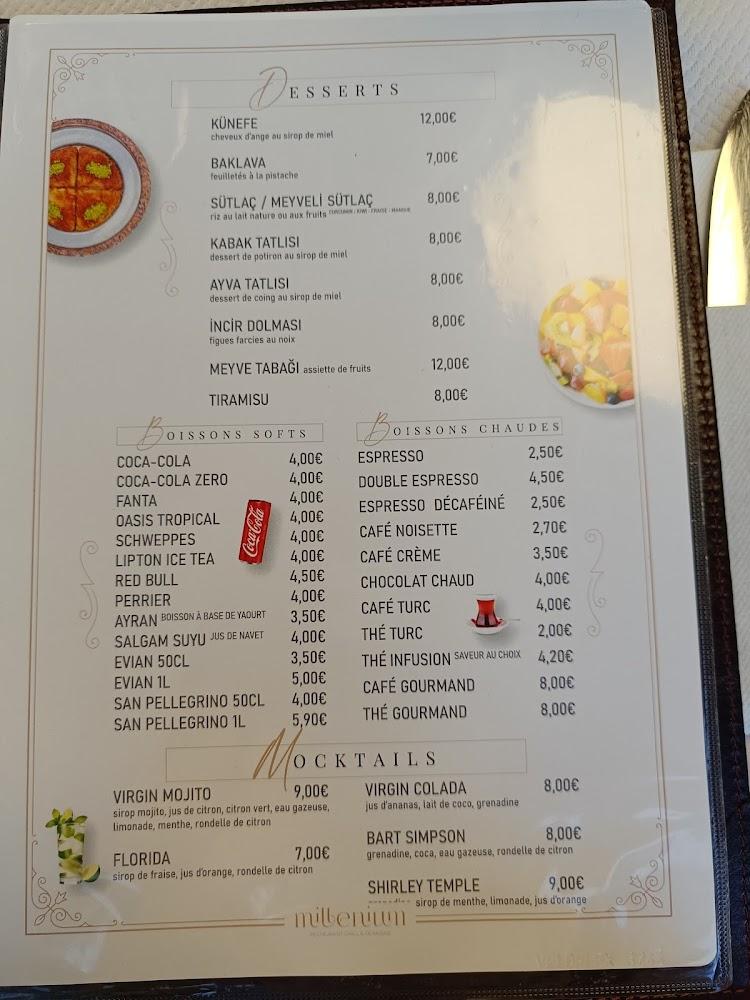 DESSERTS
KÜNEFE 12,00€
cheveux d'ange au sirop de miel
BAKLAVA 7,00€
feuilletés à la pistache
SÜTLAÇ / MEYVELİ SÜTLAÇ 8,00€
riz au lait nature ou aux fruits
KABAK TATLISI 8,00€
dessert de potiron au sirop de miel
AYVA TATLISI 8,00€
dessert de coing au sirop de miel
İNCİR DOLMASI 8,00€
figues farcies au noix
MEYVE TABAĞI assiette de fruits 12,00€
TIRAMISU 8,00€
BOISSONS SOFTS
COCA-COLA 4,00€
COCA-COLA ZERO 4,00€
FANTA 4,00€
OASIS TROPICAL 4,00€
SCHWEPPES 4,00€
LIPTON ICE TEA 4,00€
RED BULL 4,50€
PERRIER 4,00€
AYRAN BOISSON À BASE DE YAOURT 3,50€
SALGAM SUYU JUS DE NAVET 4,00€
EVIAN 50CL 3,50€
EVIAN 1L 5,00€
SAN PELLEGRINO 50CL 4,00€
SAN PELLEGRINO 1L 5,90€
Coca-Cola
BOISSONS CHAUDES
ESPRESSO 2,50€
DOUBLE ESPRESSO 4,50€
ESPRESSO DÉCAFÉINÉ 2,50€
CAFÉ NOISETTE 2,70€
CAFÉ CRÈME 3,50€
CHOCOLAT CHAUD 4,00€
CAFÉ TURC 4,00€
THÉ TURC 2,00€
THÉ INFUSION SAVEUR AU CHOIX 4,20€
CAFÉ GOURMAND 8,00€
THÉ GOURMAND 8,00€
MOCKTAILS
VIRGIN MOJITO 9,00€
sirop mojito, jus de citron, citron vert, eau gazeuse,
limonade, menthe, rondelle de citron
FLORIDA 7,00€
sirop de fraise, jus d'orange, rondelle de citron
VIRGIN COLADA 8,00€
jus d'ananas, lait de coco, grenadine
BART SIMPSON 8,00€
grenadine, coca, eau gazeuse, rondelle de citron
SHIRLEY TEMPLE 9,00€
sirop de menthe, limonade, jus d'orange
millenium